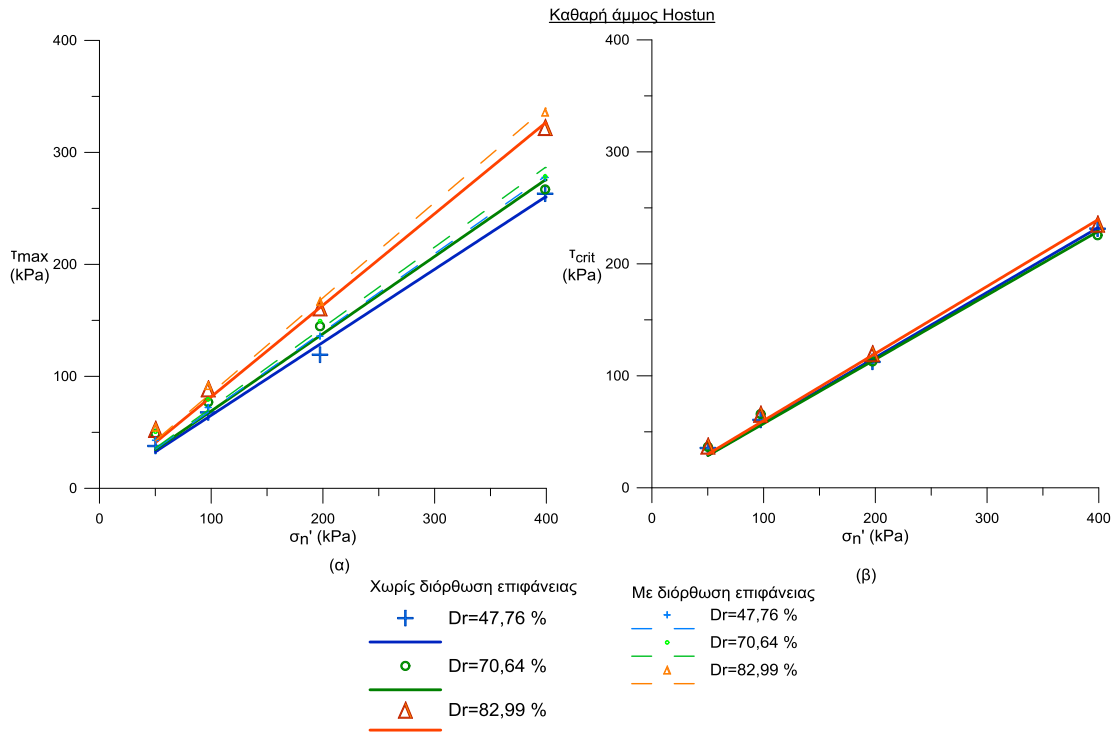 Καθαρή άμμος Hostun
400
300
τmax
(kPa)
200
100
0
0
100
200
300
400
σn' (kPa)
(α)
400
300
τcrit
(kPa)
200
100
0
0
100
200
300
400
σn' (kPa)
(β)
Χωρίς διόρθωση επιφάνειας
Dr=47,76 %
Dr=70,64 %
Dr=82,99 %
Με διόρθωση επιφάνειας
Dr=47,76 %
Dr=70,64 %
Dr=82,99 %